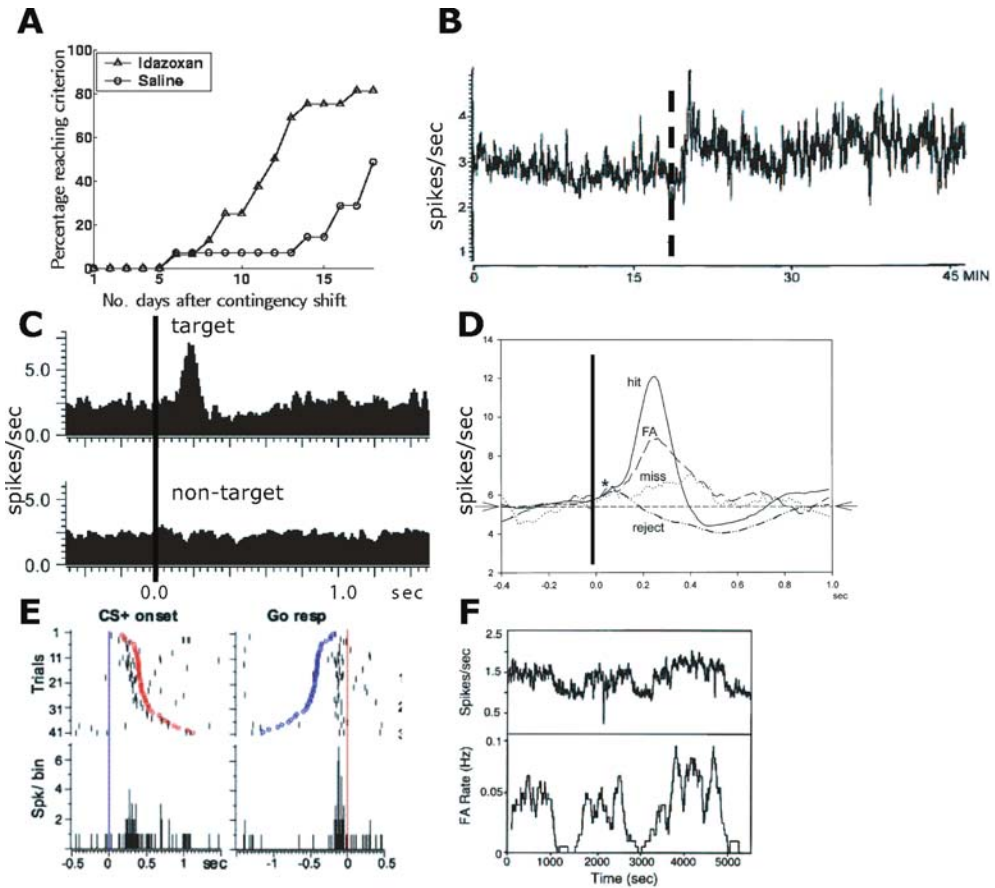 A
100
80
60
40
20
0
Percentage reaching criterion
Idazoxan
Saline
1 5 10 15
No. days after contingency shift
B
spikes/sec
4
3
2
1
0 15 30 45 MIN
C
target
5.0
0.0
spikes/sec
non-target
5.0
0.0
0.0 1.0 sec
D
spikes/sec
14
12
10
8
6
4
2
hit
FA
*
miss
reject
-0.4 -0.2 0.0 0.2 0.4 0.6 0.8 1.0
sec
E
CS+ onset
Trials
1
11
21
31
41
Spk/ bin
6
4
2
-0.5 0 0.5 sec
Go resp
1
2
3
-1 -0.5 0 0.5
F
2.5
1.5
0.5
Spikes/sec
0.1
0.05
0
FA Rate (Hz)
0 1000 2000 3000 4000 5000
Time (sec)